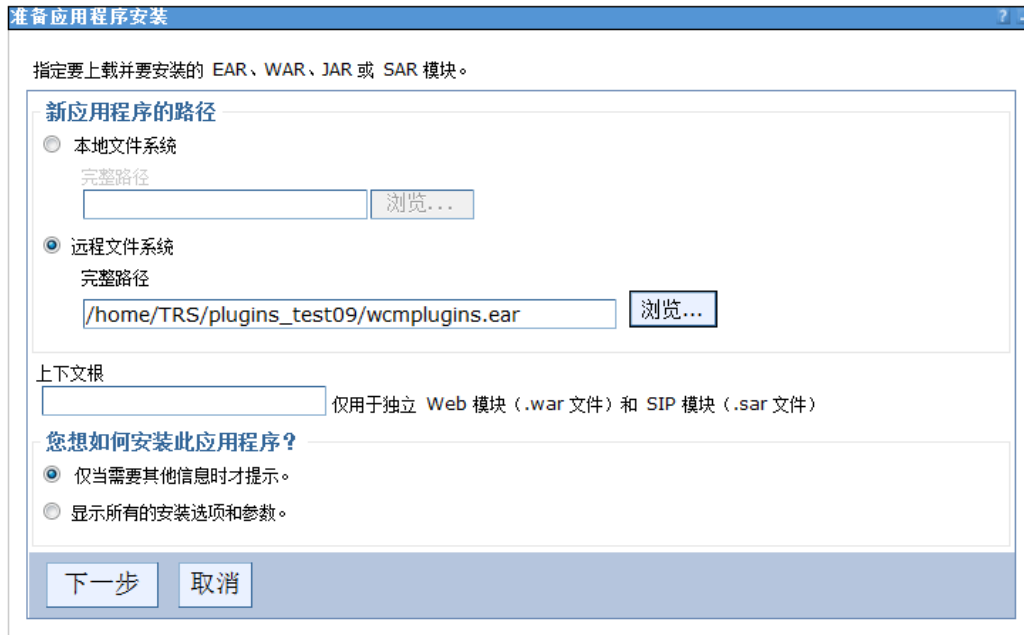 准备应用程序安装 ? -
指定要上载并要安装的 EAR、WAR、JAR 或 SAR 模块。
新应用程序的路径
本地文件系统
完整路径
浏览...
远程文件系统
完整路径
/home/TRS/plugins_test09/wcmplugins.ear 浏览...
上下文根
仅用于独立 Web 模块（.war 文件）和 SIP 模块（.sar 文件）
您想如何安装此应用程序？
仅当需要其他信息时才提示。
显示所有的安装选项和参数。
下一步 取消